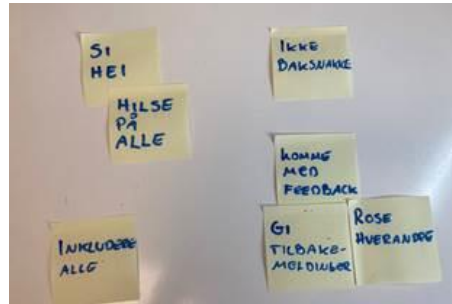 SI
HEI
HILSE
PÅ
ALLE
INKLUDERE
ALLE
IKKE
BAKSNAKKE
KOMME
MED
FEEDBACK
GI
TILBAKE-
MELDINGER
ROSE
HVERANDRE